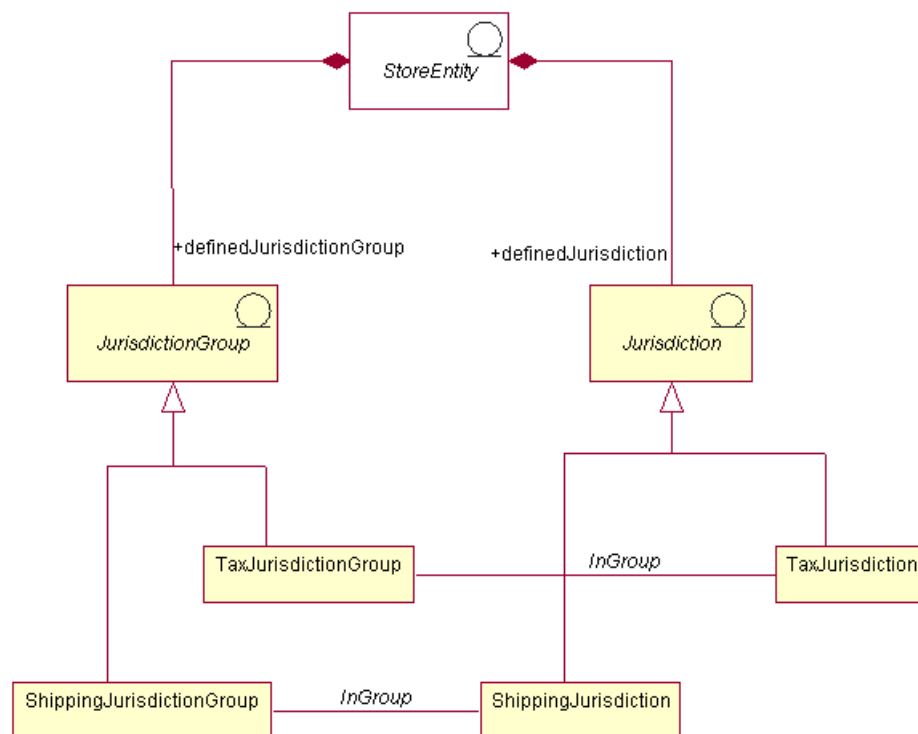 StoreEntity
+definedJurisdictionGroup
+definedJurisdiction
JurisdictionGroup
Jurisdiction
TaxJurisdictionGroup
InGroup
TaxJurisdiction
ShippingJurisdictionGroup
InGroup
ShippingJurisdiction